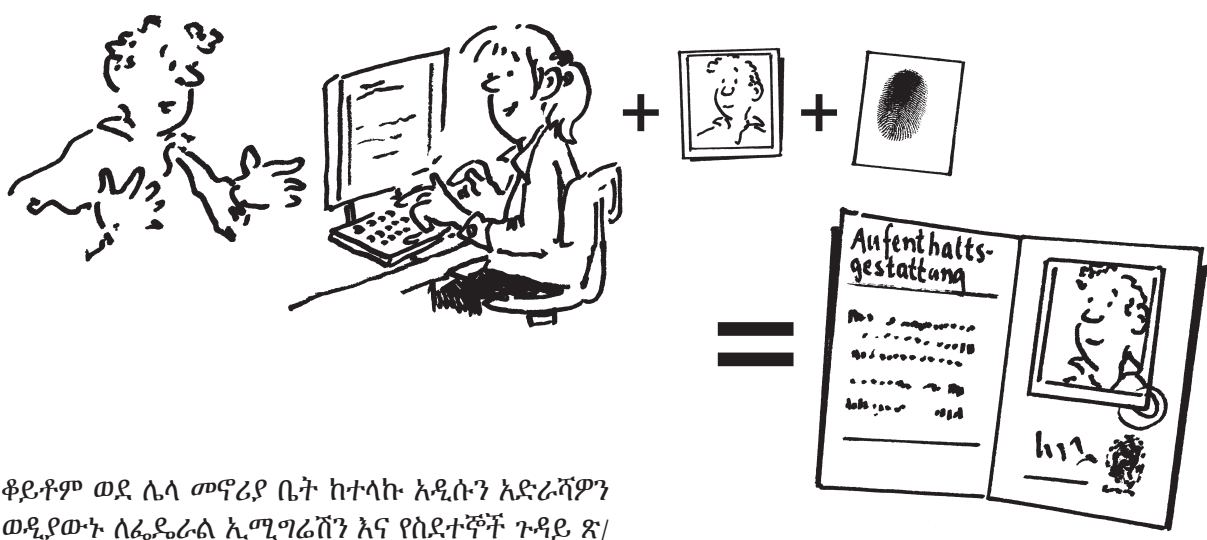 +
+
=
Aufenthalts-
gestattung
ቆይቶም ወደ ሌላ መኖሪያ ቤት ከተላኩ አዲሱን አድራሻዎን
ወዲያውኑ ለፌዴራል ኢሚግሬሽን እና የስደተኞች ጉዳይ ጽ/